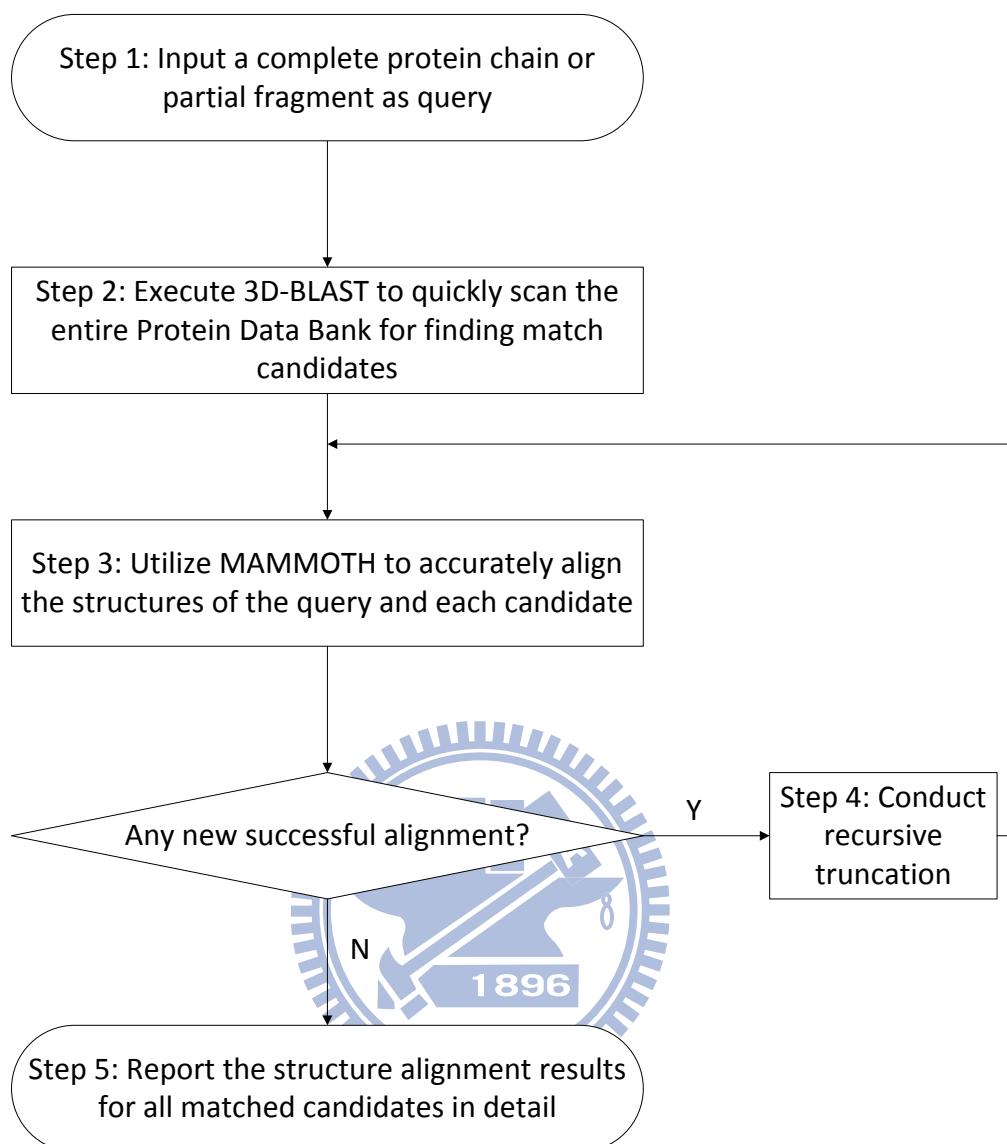 Step 1: Input a complete protein chain or
partial fragment as query
Step 2: Execute 3D-BLAST to quickly scan the
entire Protein Data Bank for finding match
candidates
Step 3: Utilize MAMMOTH to accurately align
the structures of the query and each candidate
Any new successful alignment?
Y
Step 4: Conduct
recursive
truncation
N
1896
Step 5: Report the structure alignment results
for all matched candidates in detail